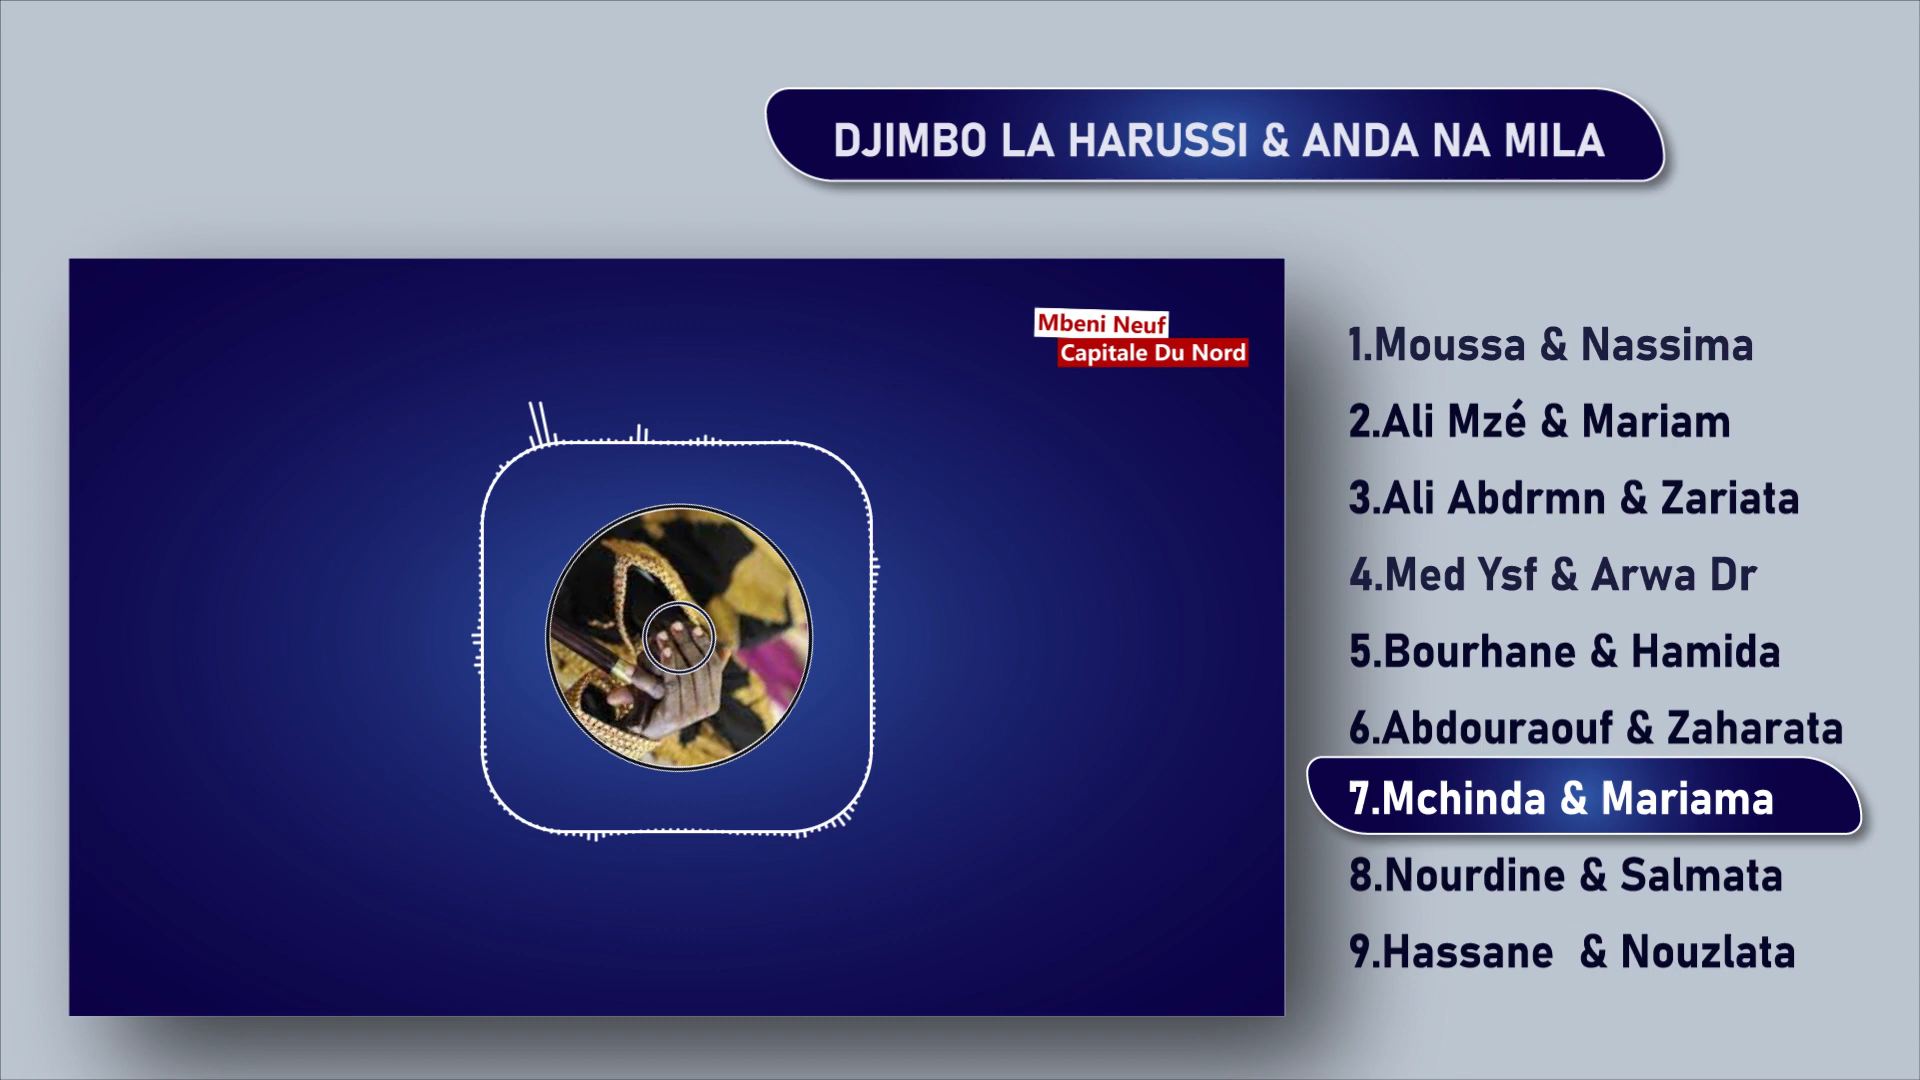 DJIMBO LA HARUSSI & ANDA NA MILA
Mbeni Neuf
Capitale Du Nord
1.Moussa & Nassima
2.Ali Mzé & Mariam
3.Ali Abdrmn & Zariata
4.Med Ysf & Arwa Dr
5.Bourhane & Hamida
6.Abdouraouf & Zaharata
7.Mchinda & Mariama
8.Nourdine & Salmata
9.Hassane  & Nouzlata